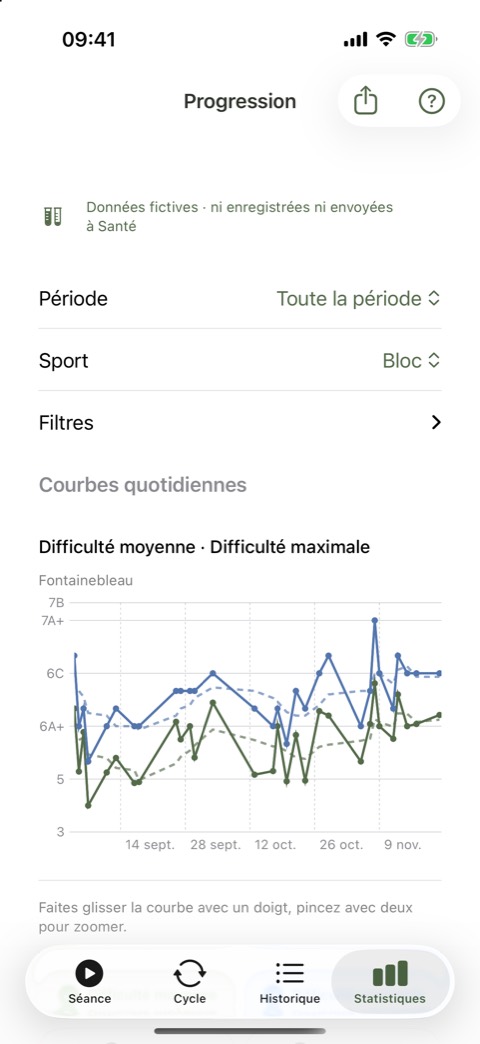 09:41
Progression
Données fictives · ni enregistrées ni envoyées
à Santé
Période
Toute la période
Sport
Bloc
Filtres
Courbes quotidiennes
Difficulté moyenne · Difficulté maximale
Fontainebleau
7B
7A+
6C
6A+
5
3
14 sept.
28 sept.
12 oct.
26 oct.
9 nov.
Faites glisser la courbe avec un doigt, pincez avec deux
pour zoomer.
Séance
Cycle
Historique
Statistiques